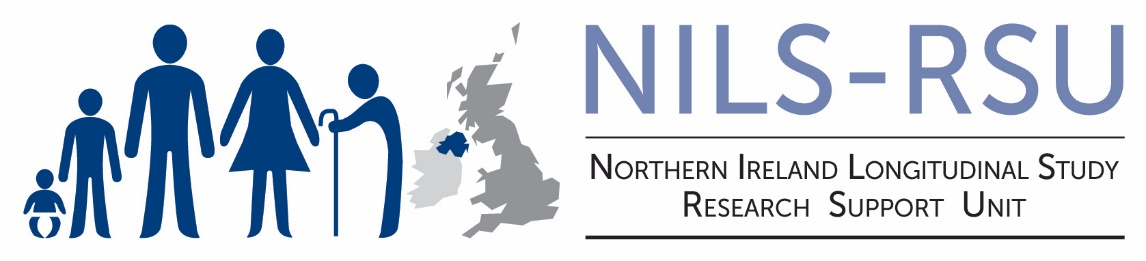 NILS-RSU
Northern Ireland Longitudinal Study
Research Support Unit